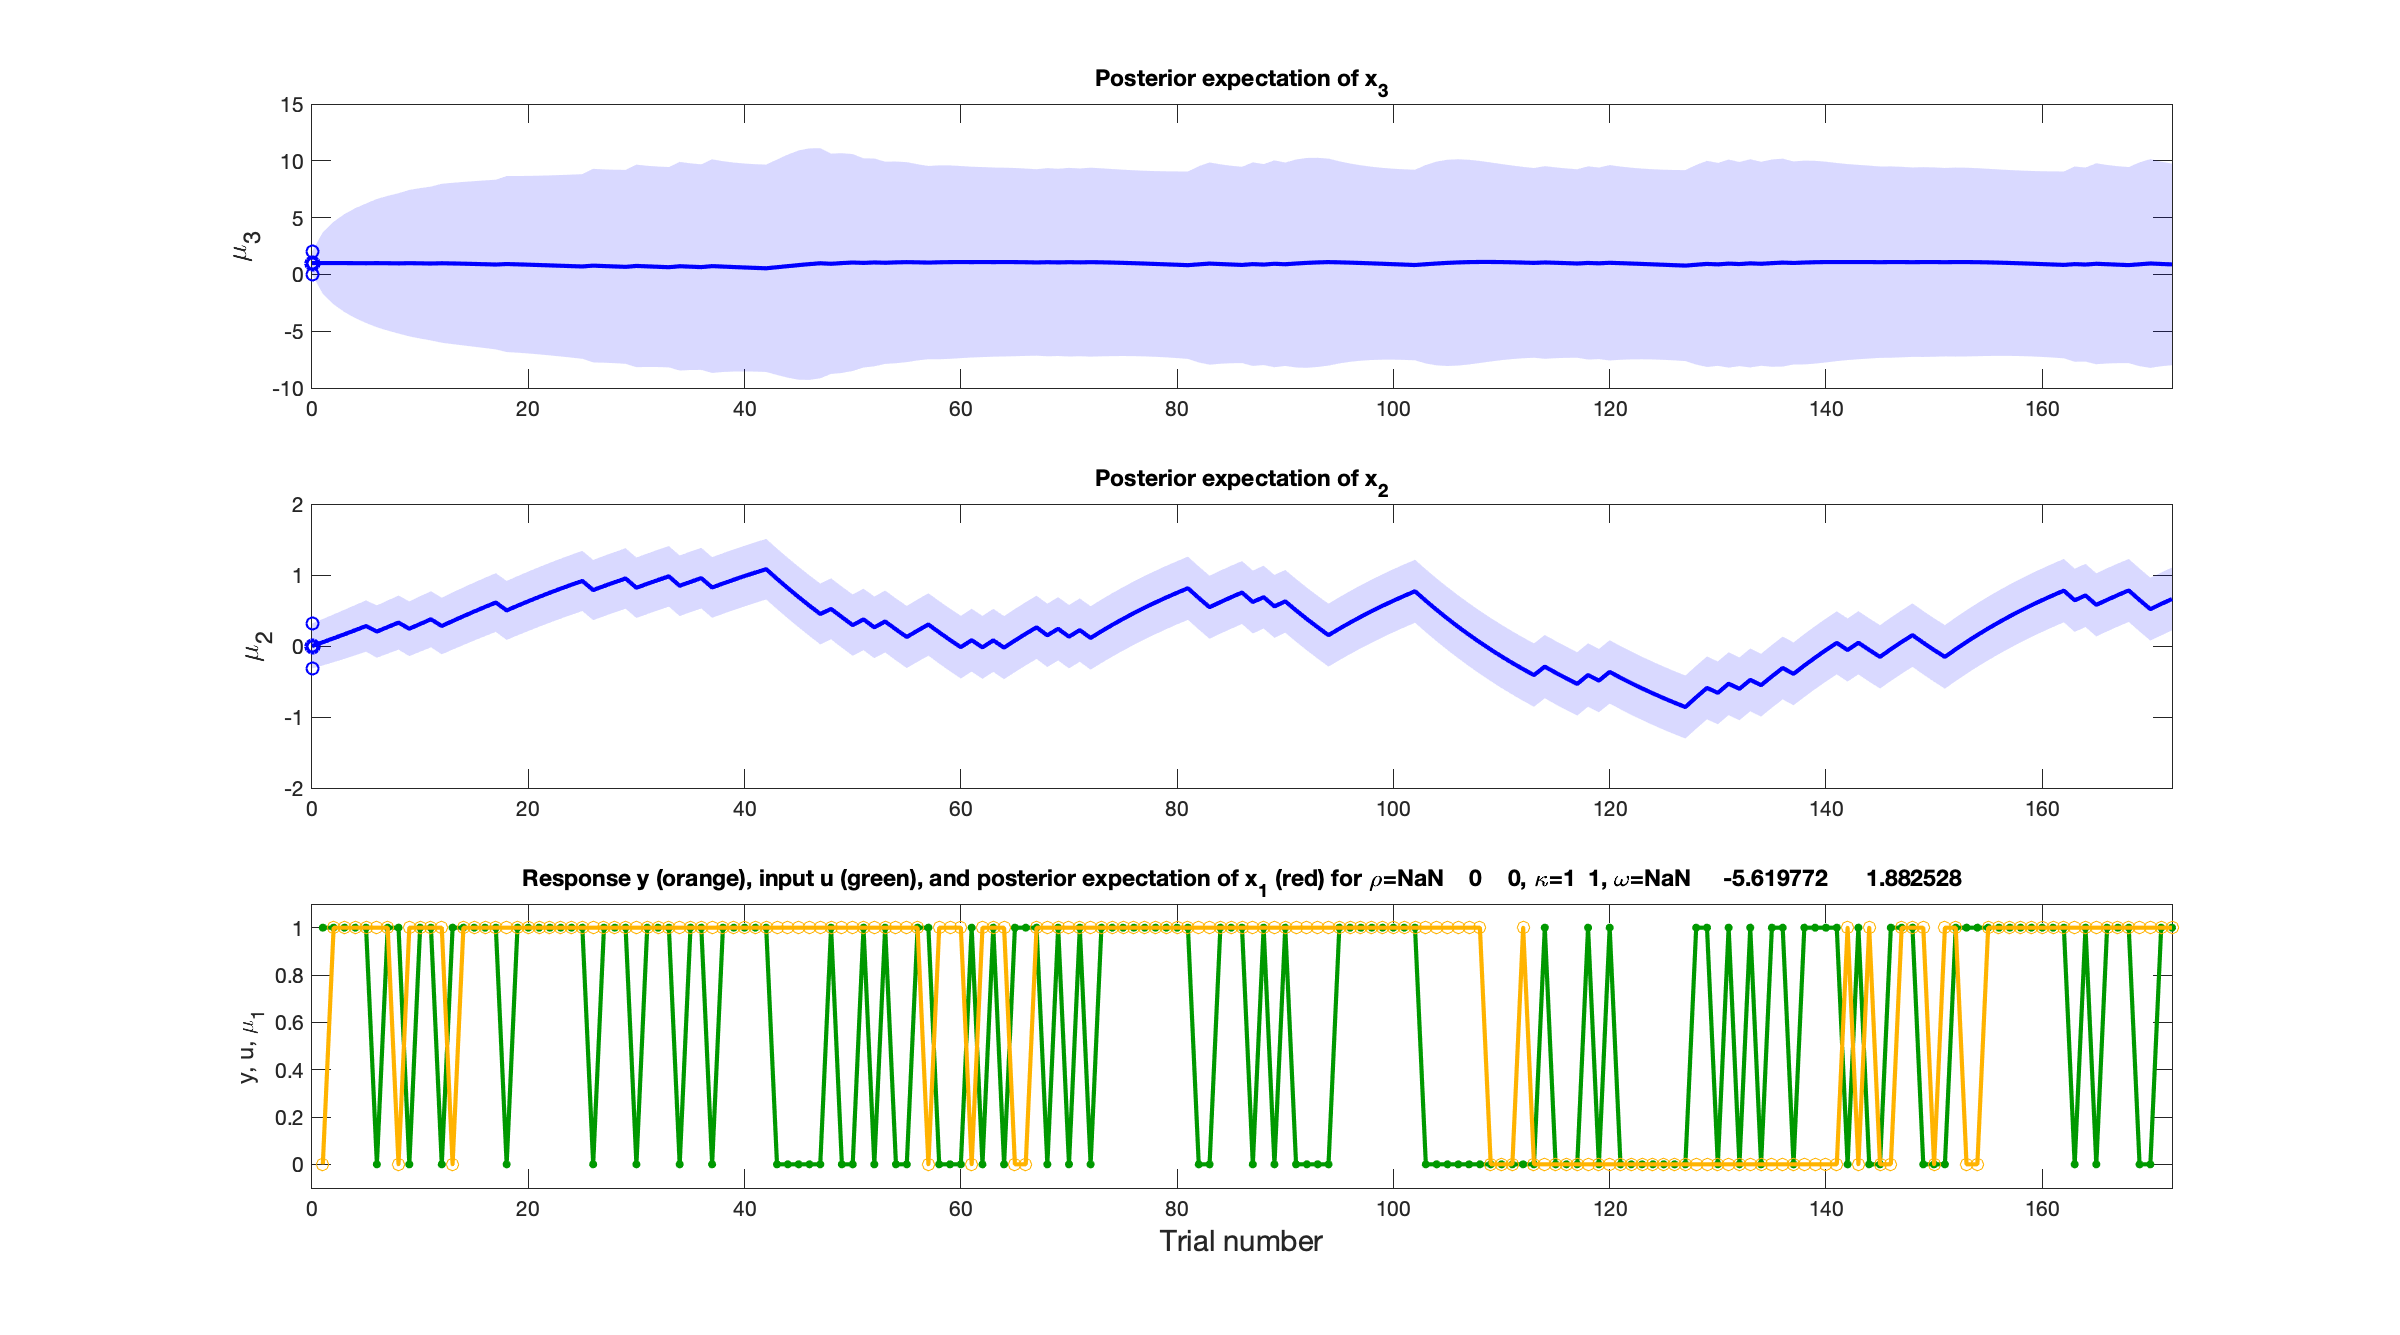 Posterior expectation of x3
15
10
5
0
-5
-10
μ3
0 20 40 60 80 100 120 140 160
Posterior expectation of x2
2
1
0
-1
-2
μ2
0 20 40 60 80 100 120 140 160
Response y (orange), input u (green), and posterior expectation of x1 (red) for ρ=NaN 0 0, κ=1 1, ω=NaN -5.619772 1.882528
1
0.8
0.6
0.4
0.2
0
y, u, μ1
0 20 40 60 80 100 120 140 160
Trial number